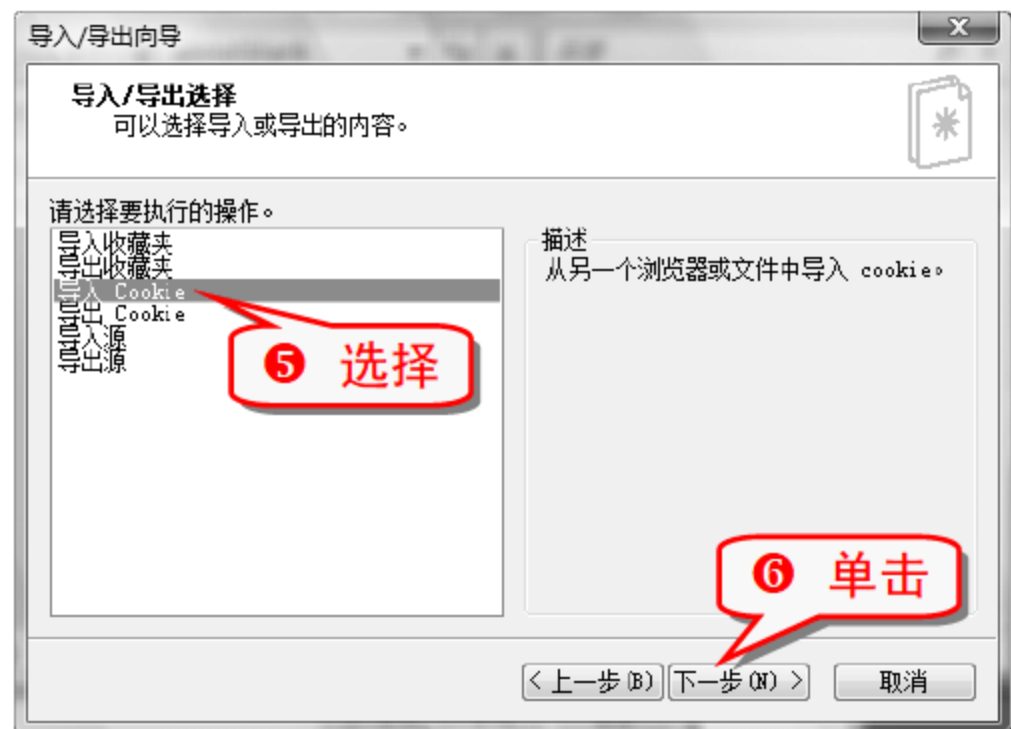 导入/导出向导
导入/导出选择
可以选择导入或导出的内容。
请选择要执行的操作。
导入收藏夹
导出收藏夹
导入 Cookie
导出 Cookie
导入源
导出源
描述
从另一个浏览器或文件中导入 cookie。
❺ 选择
❻ 单击
< 上一步(B)
下一步(N) >
取消